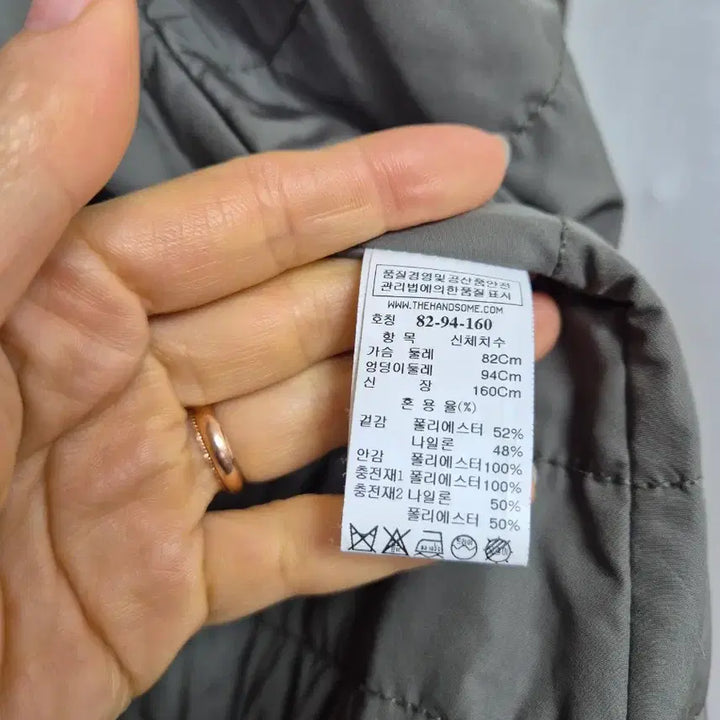 품질경영및공산품안전
관리법에의한품질표시
WWW.THEHANDSOME.COM
호칭 82-94-160
항 목 신체치수
가슴 둘레 82Cm
엉덩이둘레 94Cm
신 장 160Cm
혼 용 율(%)
겉감 폴리에스터 52%
나일론 48%
안감 폴리에스터 100%
충전재1 폴리에스터 100%
충전재2 나일론 50%
폴리에스터 50%